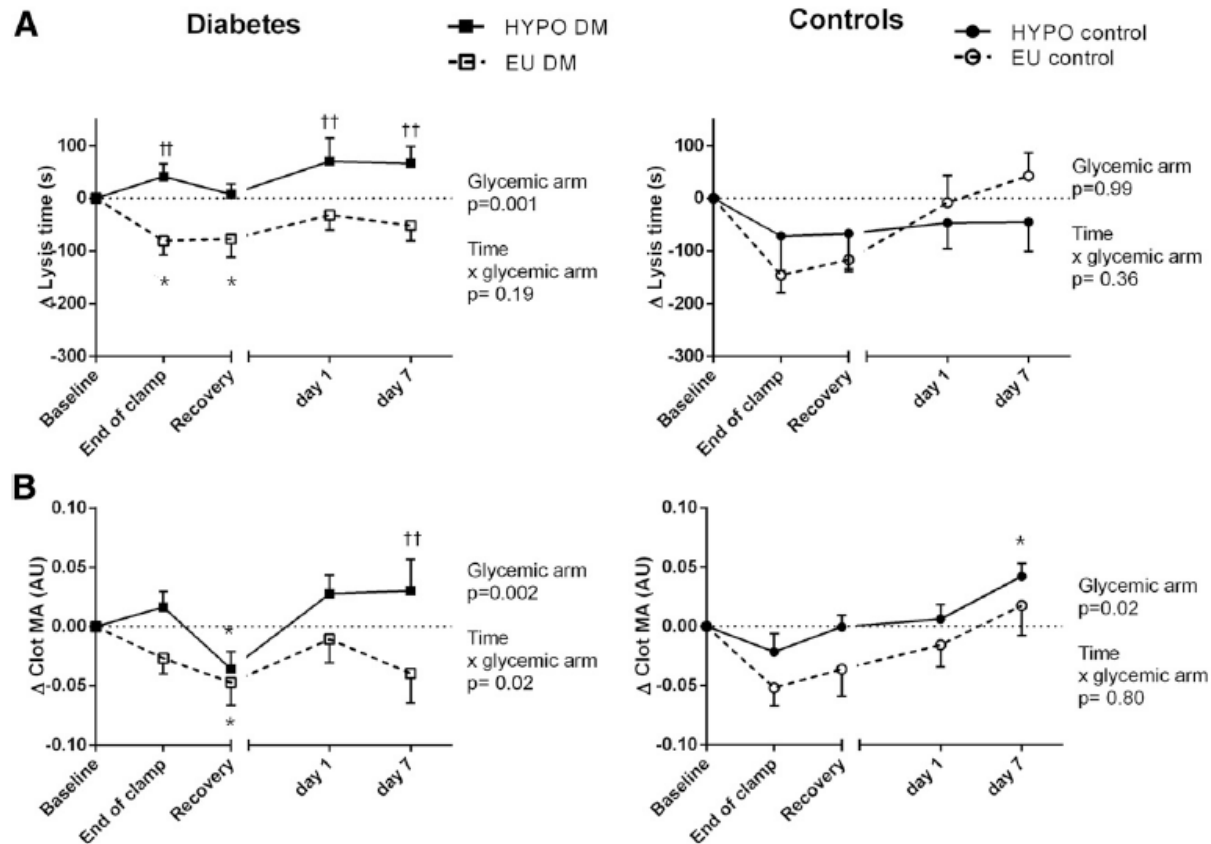 A
Diabetes
HYPO DM
EU DM
Controls
HYPO control
EU control
Δ Lysis time (s)
100
0
-100
-200
-300
††
††
††
*
*
Baseline
End of clamp
Recovery
day 1
day 7
Glycemic arm
p=0.001
Time
x glycemic arm
p= 0.19
Δ Lysis time (s)
100
0
-100
-200
-300
Baseline
End of clamp
Recovery
day 1
day 7
Glycemic arm
p=0.99
Time
x glycemic arm
p= 0.36
B
Δ Clot MA (AU)
0.10
0.05
0.00
-0.05
-0.10
††
*
*
Baseline
End of clamp
Recovery
day 1
day 7
Glycemic arm
p=0.002
Time
x glycemic arm
p= 0.02
Δ Clot MA (AU)
0.10
0.05
0.00
-0.05
-0.10
*
Baseline
End of clamp
Recovery
day 1
day 7
Glycemic arm
p=0.02
Time
x glycemic arm
p= 0.80